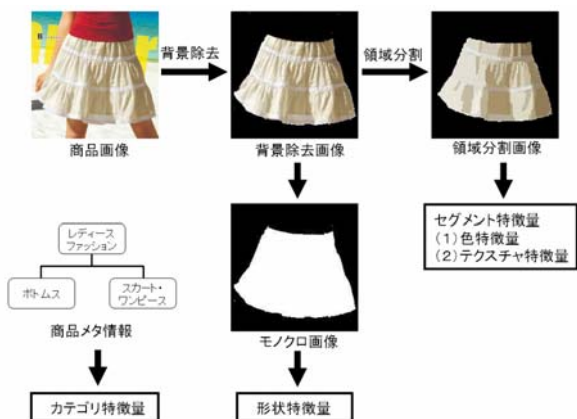 背景除去
領域分割
商品画像
背景除去画像
領域分割画像
セグメント特徴量
(1)色特徴量
(2)テクスチャ特徴量
レディース
ファッション
ボトムス
スカート・
ワンピース
商品メタ情報
モノクロ画像
カテゴリ特徴量
形状特徴量